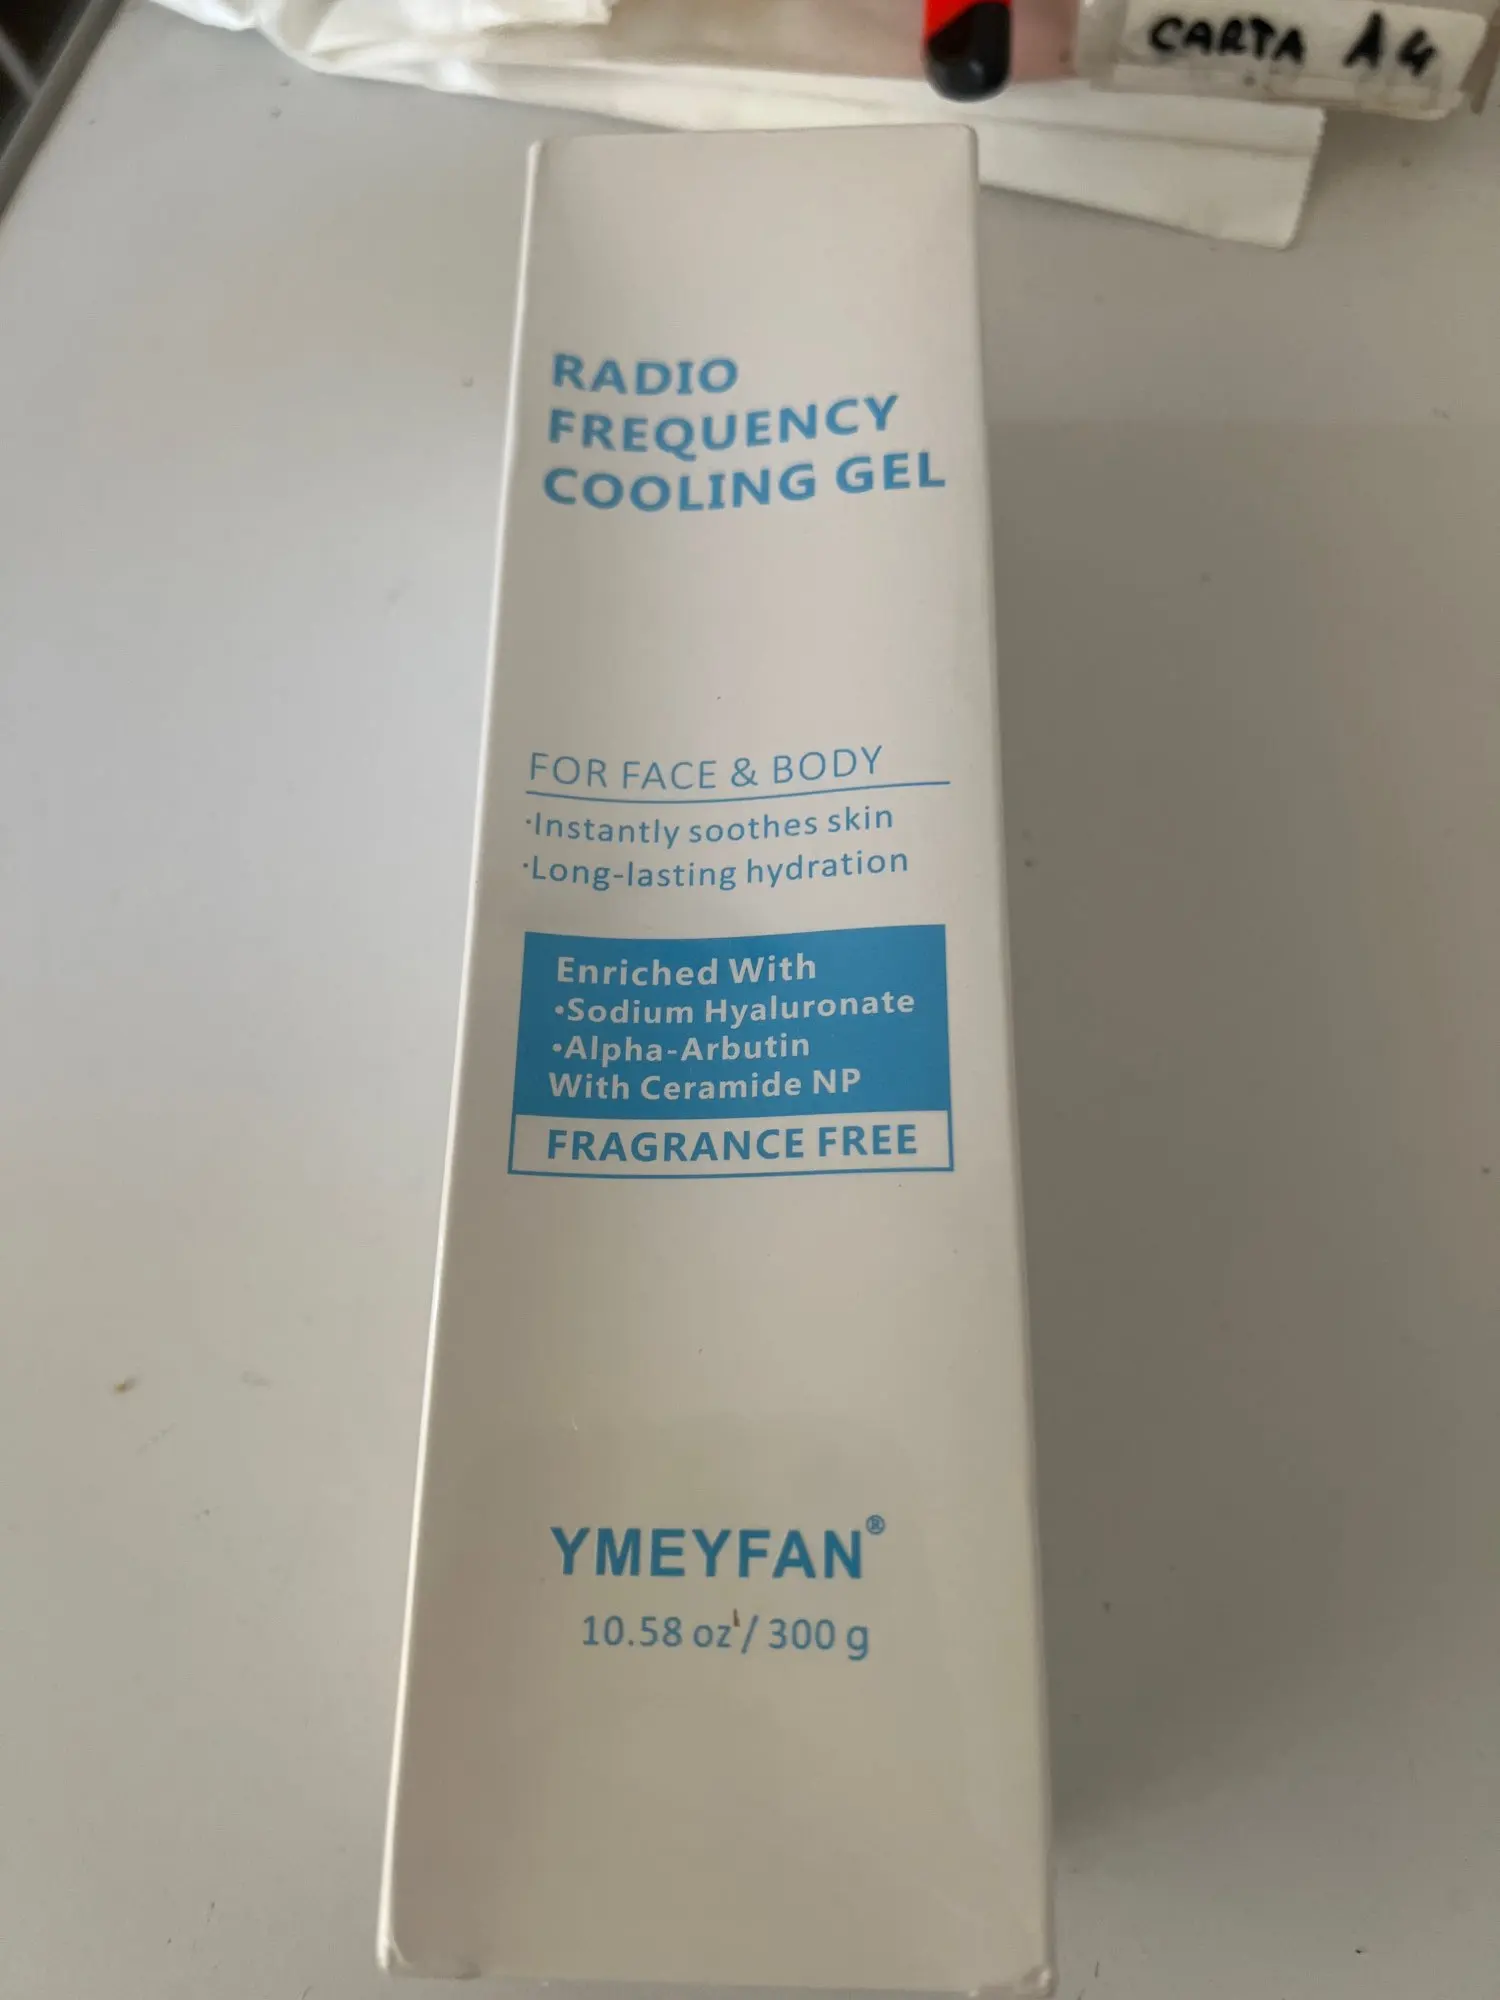 CARTA A4
RADIO
FREQUENCY
COOLING GEL
FOR FACE & BODY
·Instantly soothes skin
·Long-lasting hydration
Enriched With
•Sodium Hyaluronate
•Alpha-Arbutin
With Ceramide NP
FRAGRANCE FREE
YMEYFAN®
10.58 oz / 300 g